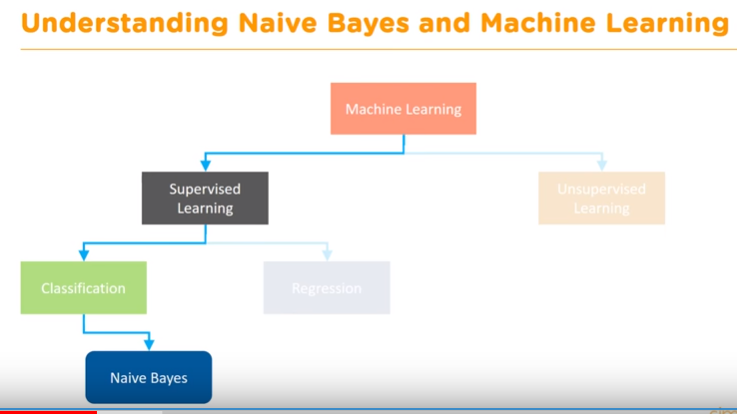 Understanding Naive Bayes and Machine Learning
Machine Learning
Supervised
Learning
Unsupervised
Learning
Classification
Regression
Naive Bayes